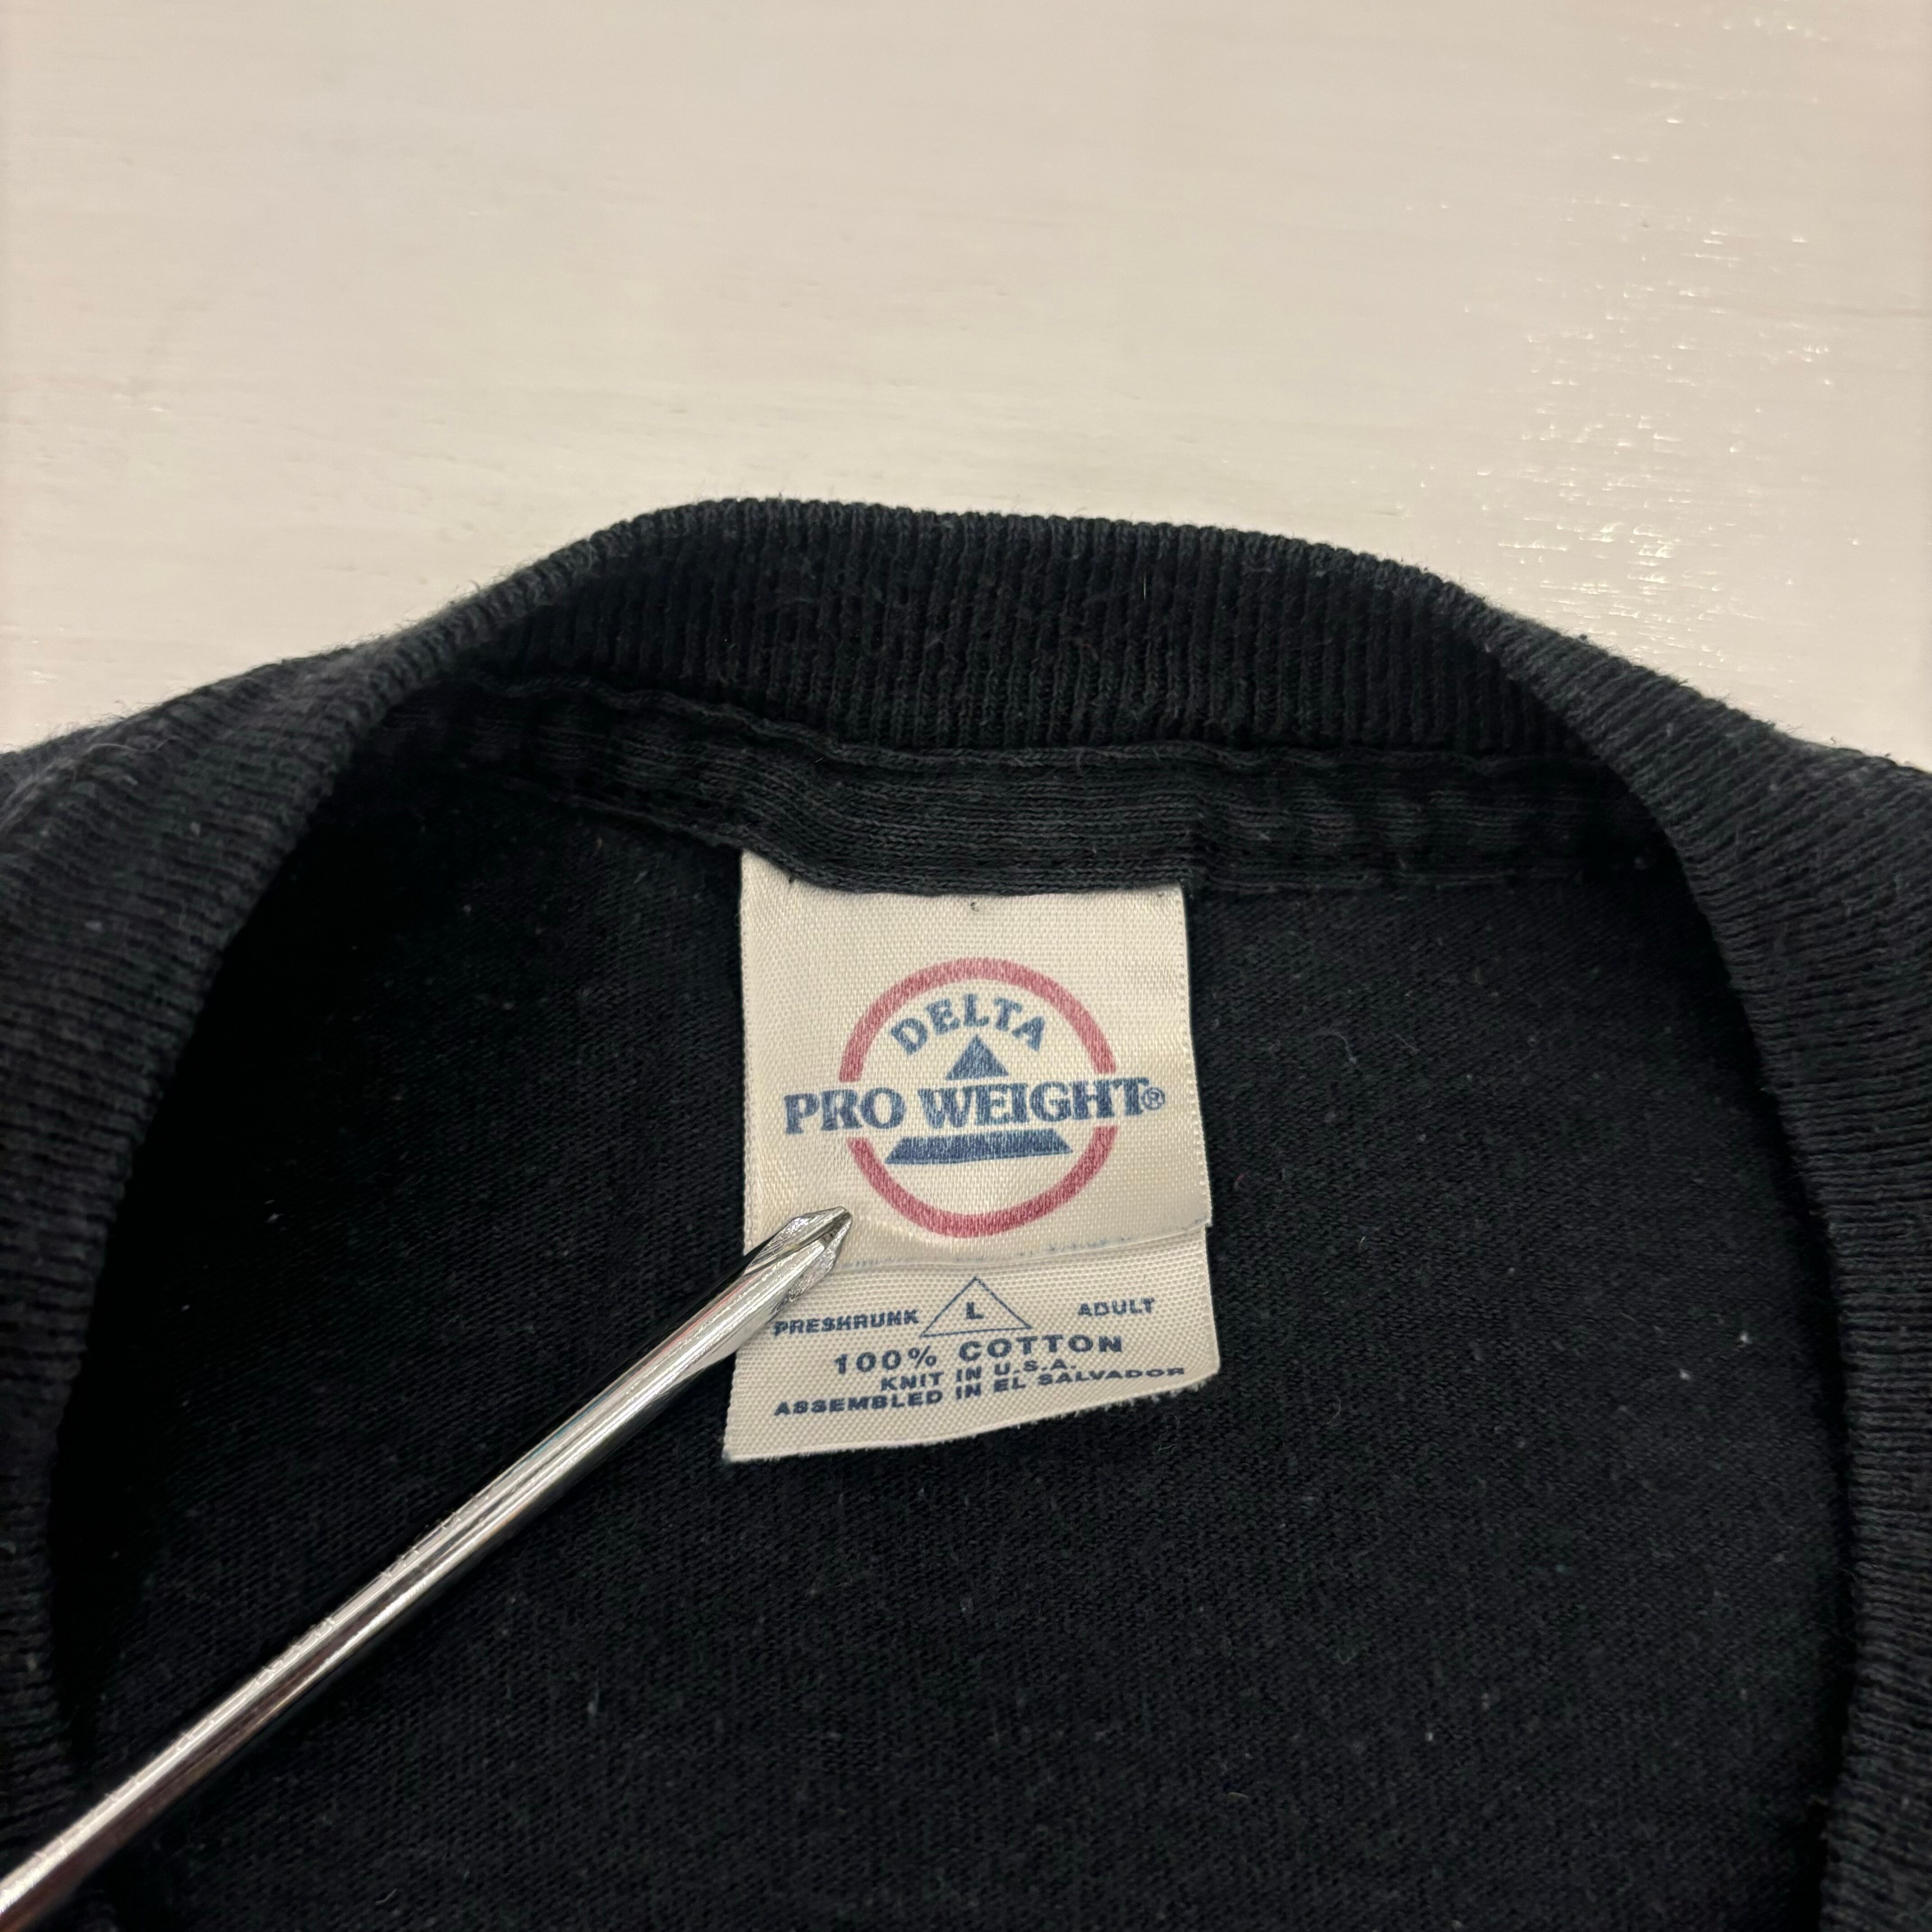 DELTA
PRO WEIGHT®
PRESHRUNK L ADULT
100% COTTON
KNIT IN U.S.A.
ASSEMBLED IN EL SALVADOR